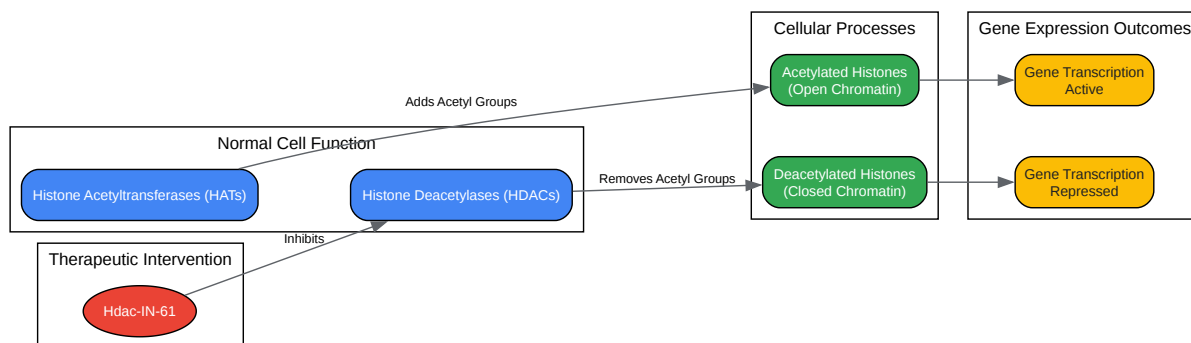 Cellular Processes
Gene Expression Outcomes
Acetylated Histones
(Open Chromatin)
Gene Transcription
Active
Adds Acetyl Groups
Normal Cell Function
Histone Acetyltransferases (HATs)
Histone Deacetylases (HDACs)
Removes Acetyl Groups
Deacetylated Histones
(Closed Chromatin)
Gene Transcription
Repressed
Inhibits
Therapeutic Intervention
Hdac-IN-61